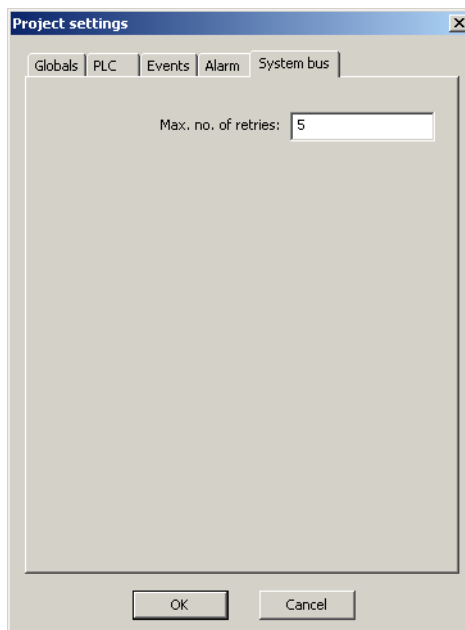 Project settings
Globals PLC Events Alarm System bus
Max. no. of retries: 5
OK Cancel